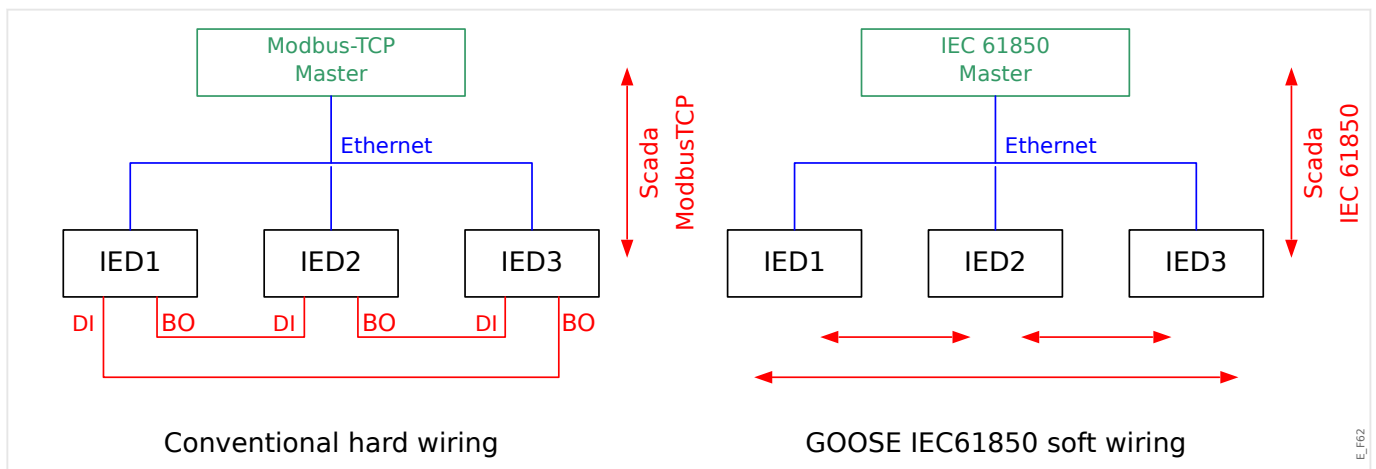 Modbus-TCP
Master
Ethernet
Scada
ModbusTCP
IED1
IED2
IED3
DI
BO
DI
BO
DI
BO
Conventional hard wiring
IEC 61850
Master
Ethernet
Scada
IEC 61850
IED1
IED2
IED3
GOOSE IEC61850 soft wiring
E_F62